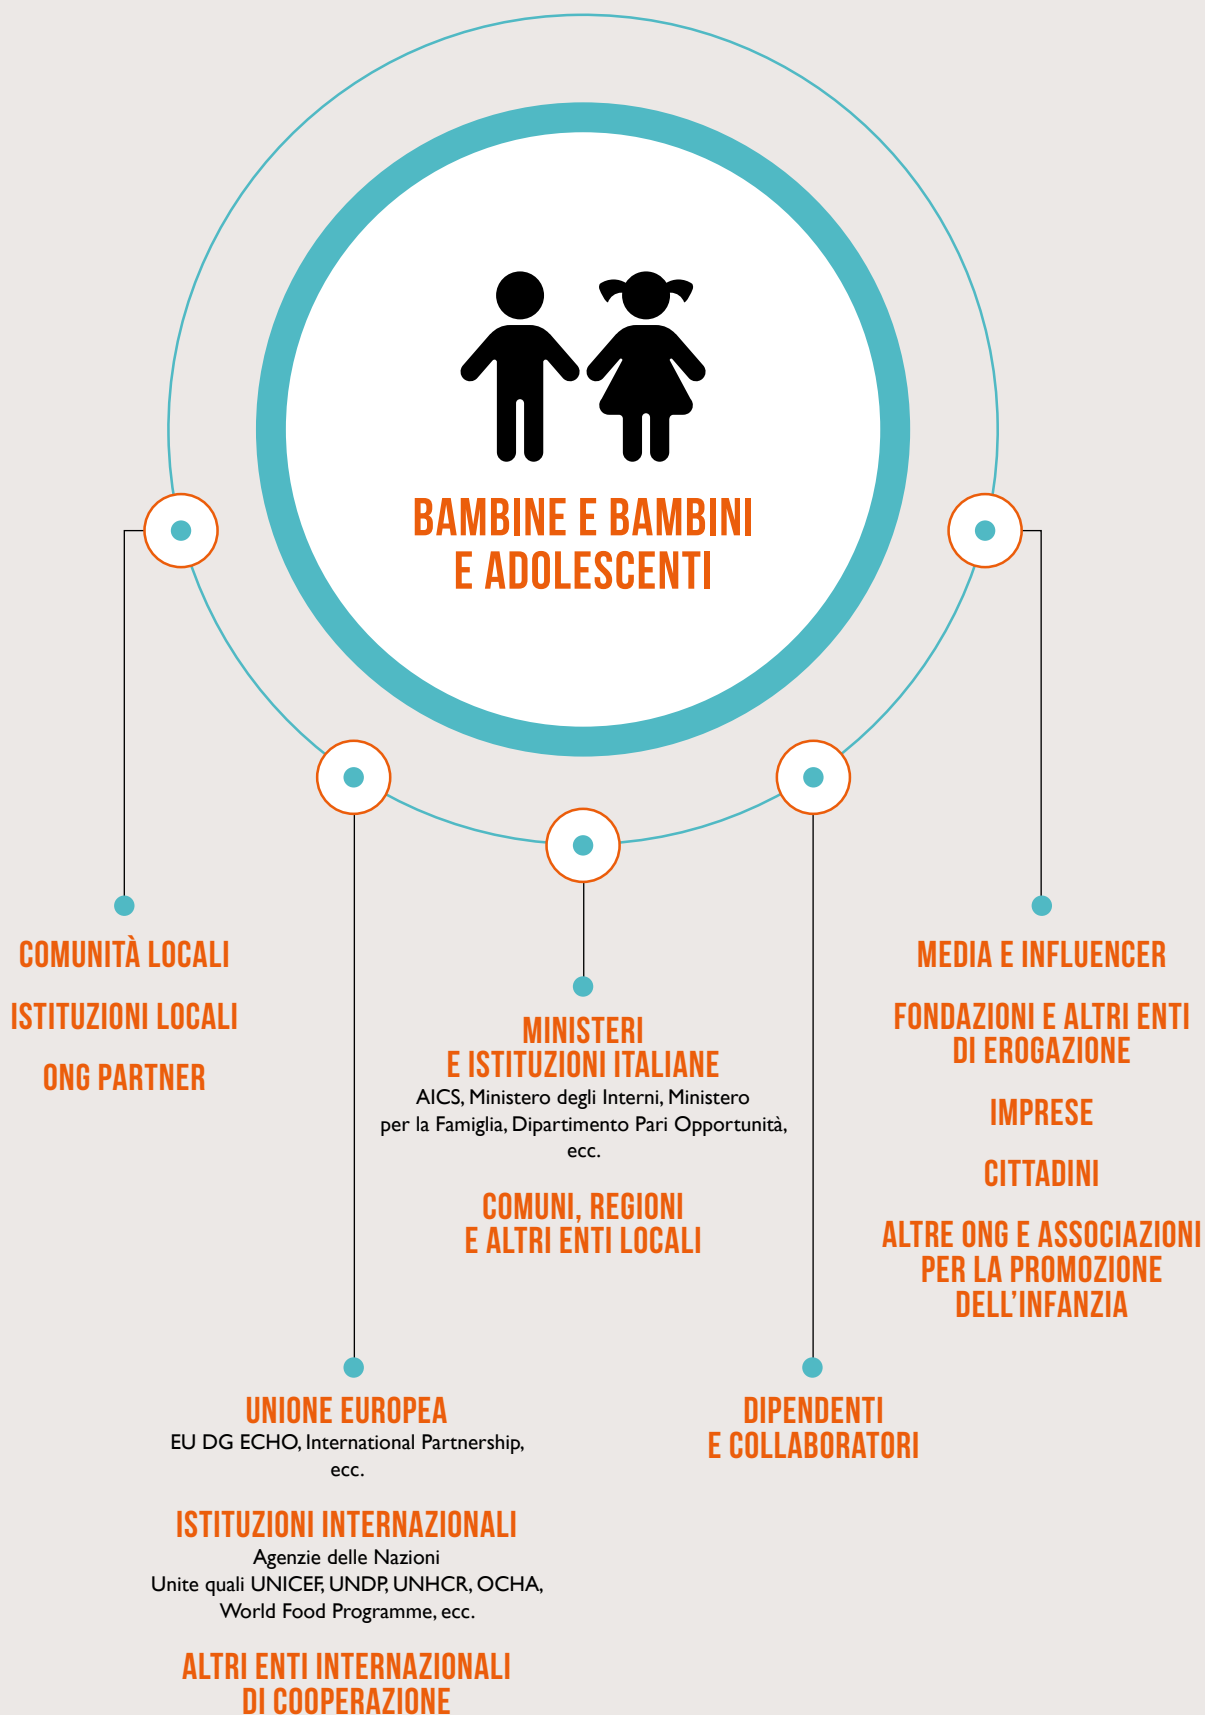 BAMBINE E BAMBINI
E ADOLESCENTI
COMUNITÀ LOCALI
ISTITUZIONI LOCALI
ONG PARTNER
UNIONE EUROPEA
EU DG ECHO, International Partnership,
ecc.
ISTITUZIONI INTERNAZIONALI
Agenzie delle Nazioni
Unite quali UNICEF, UNDP, UNHCR, OCHA,
World Food Programme, ecc.
ALTRI ENTI INTERNAZIONALI
DI COOPERAZIONE
MINISTERI
E ISTITUZIONI ITALIANE
AICS, Ministero degli Interni, Ministero
per la Famiglia, Dipartimento Pari Opportunità,
ecc.
COMUNI, REGIONI
E ALTRI ENTI LOCALI
DIPENDENTI
E COLLABORATORI
MEDIA E INFLUENCER
FONDAZIONI E ALTRI ENTI
DI EROGAZIONE
IMPRESE
CITTADINI
ALTRE ONG E ASSOCIAZIONI
PER LA PROMOZIONE
DELL'INFANZIA